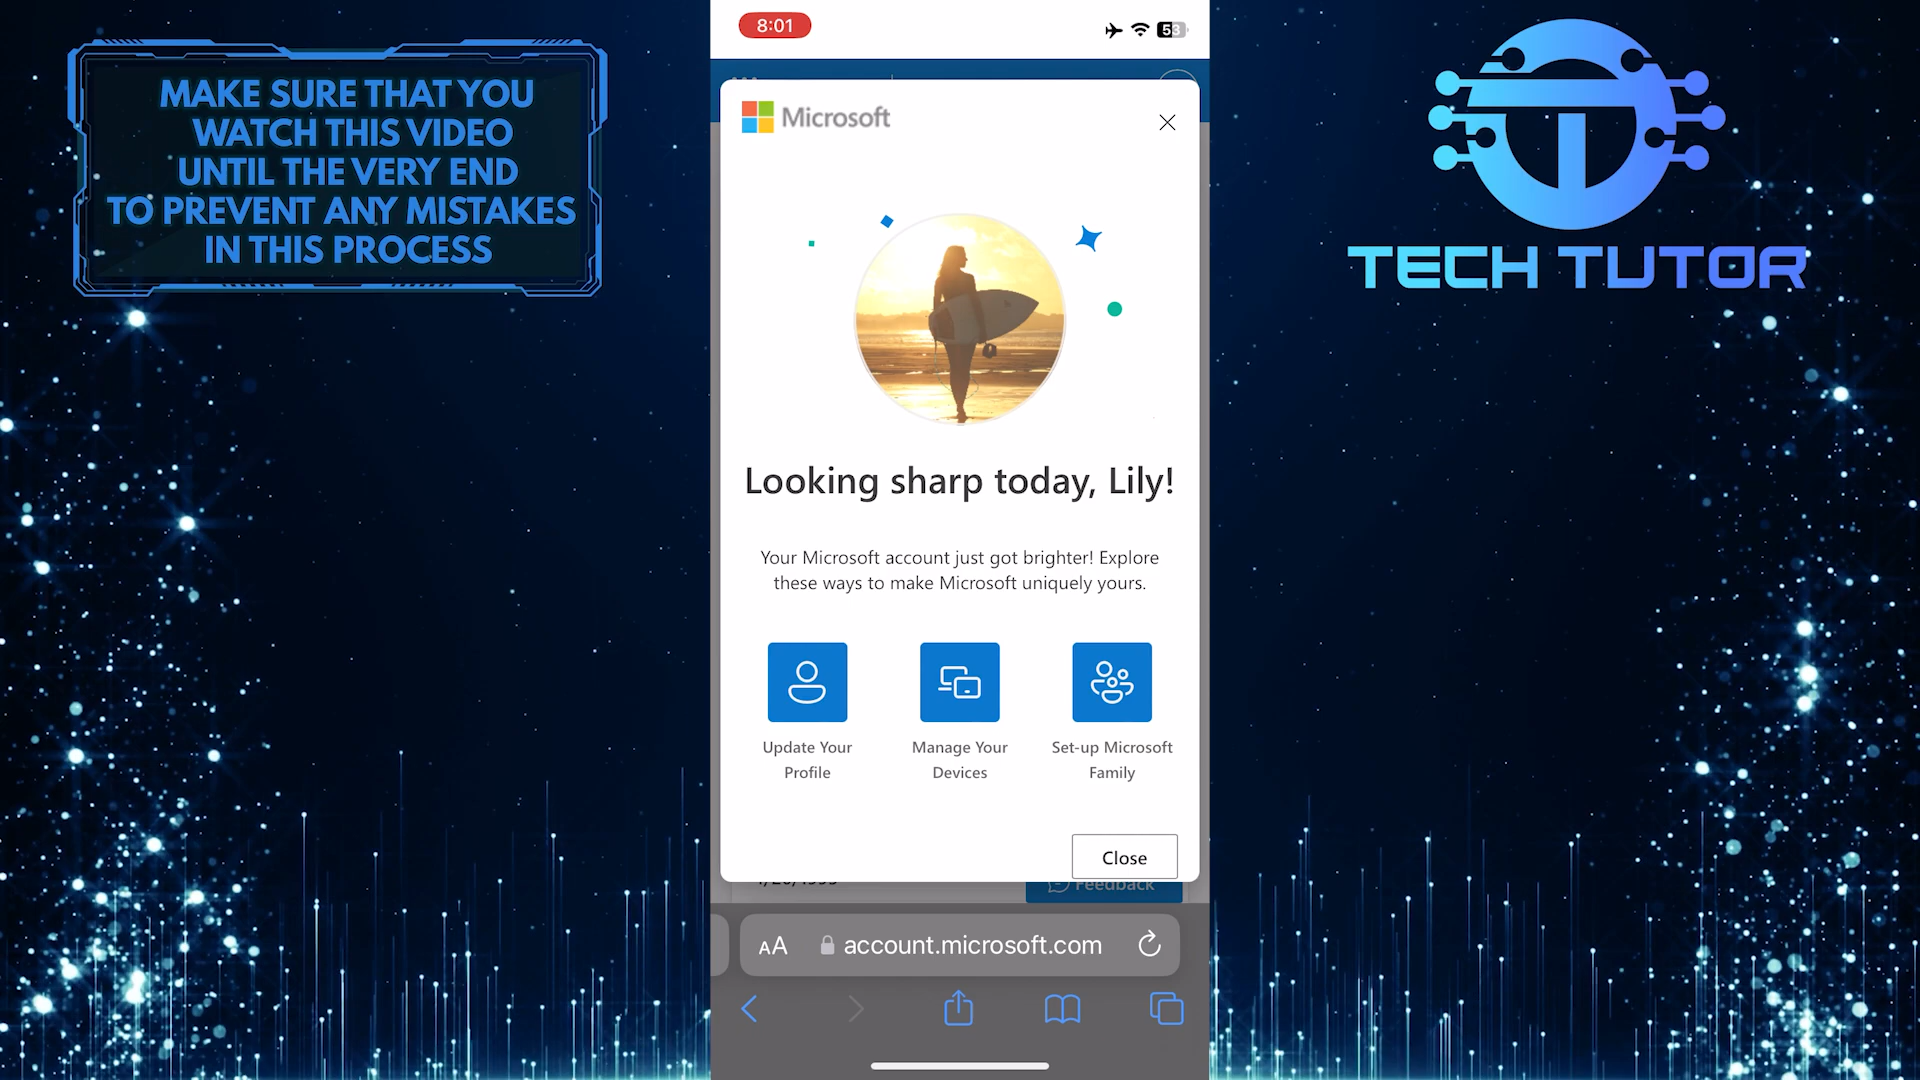 MAKE SURE THAT YOU
WATCH THIS VIDEO
UNTIL THE VERY END
TO PREVENT ANY MISTAKES
IN THIS PROCESS
8:01
53
Microsoft
Looking sharp today, Lily!
Your Microsoft account just got brighter! Explore
these ways to make Microsoft uniquely yours.
Update Your
Profile
Manage Your
Devices
Set-up Microsoft
Family
Close
Feedback
AA account.microsoft.com
TECH TUTOR